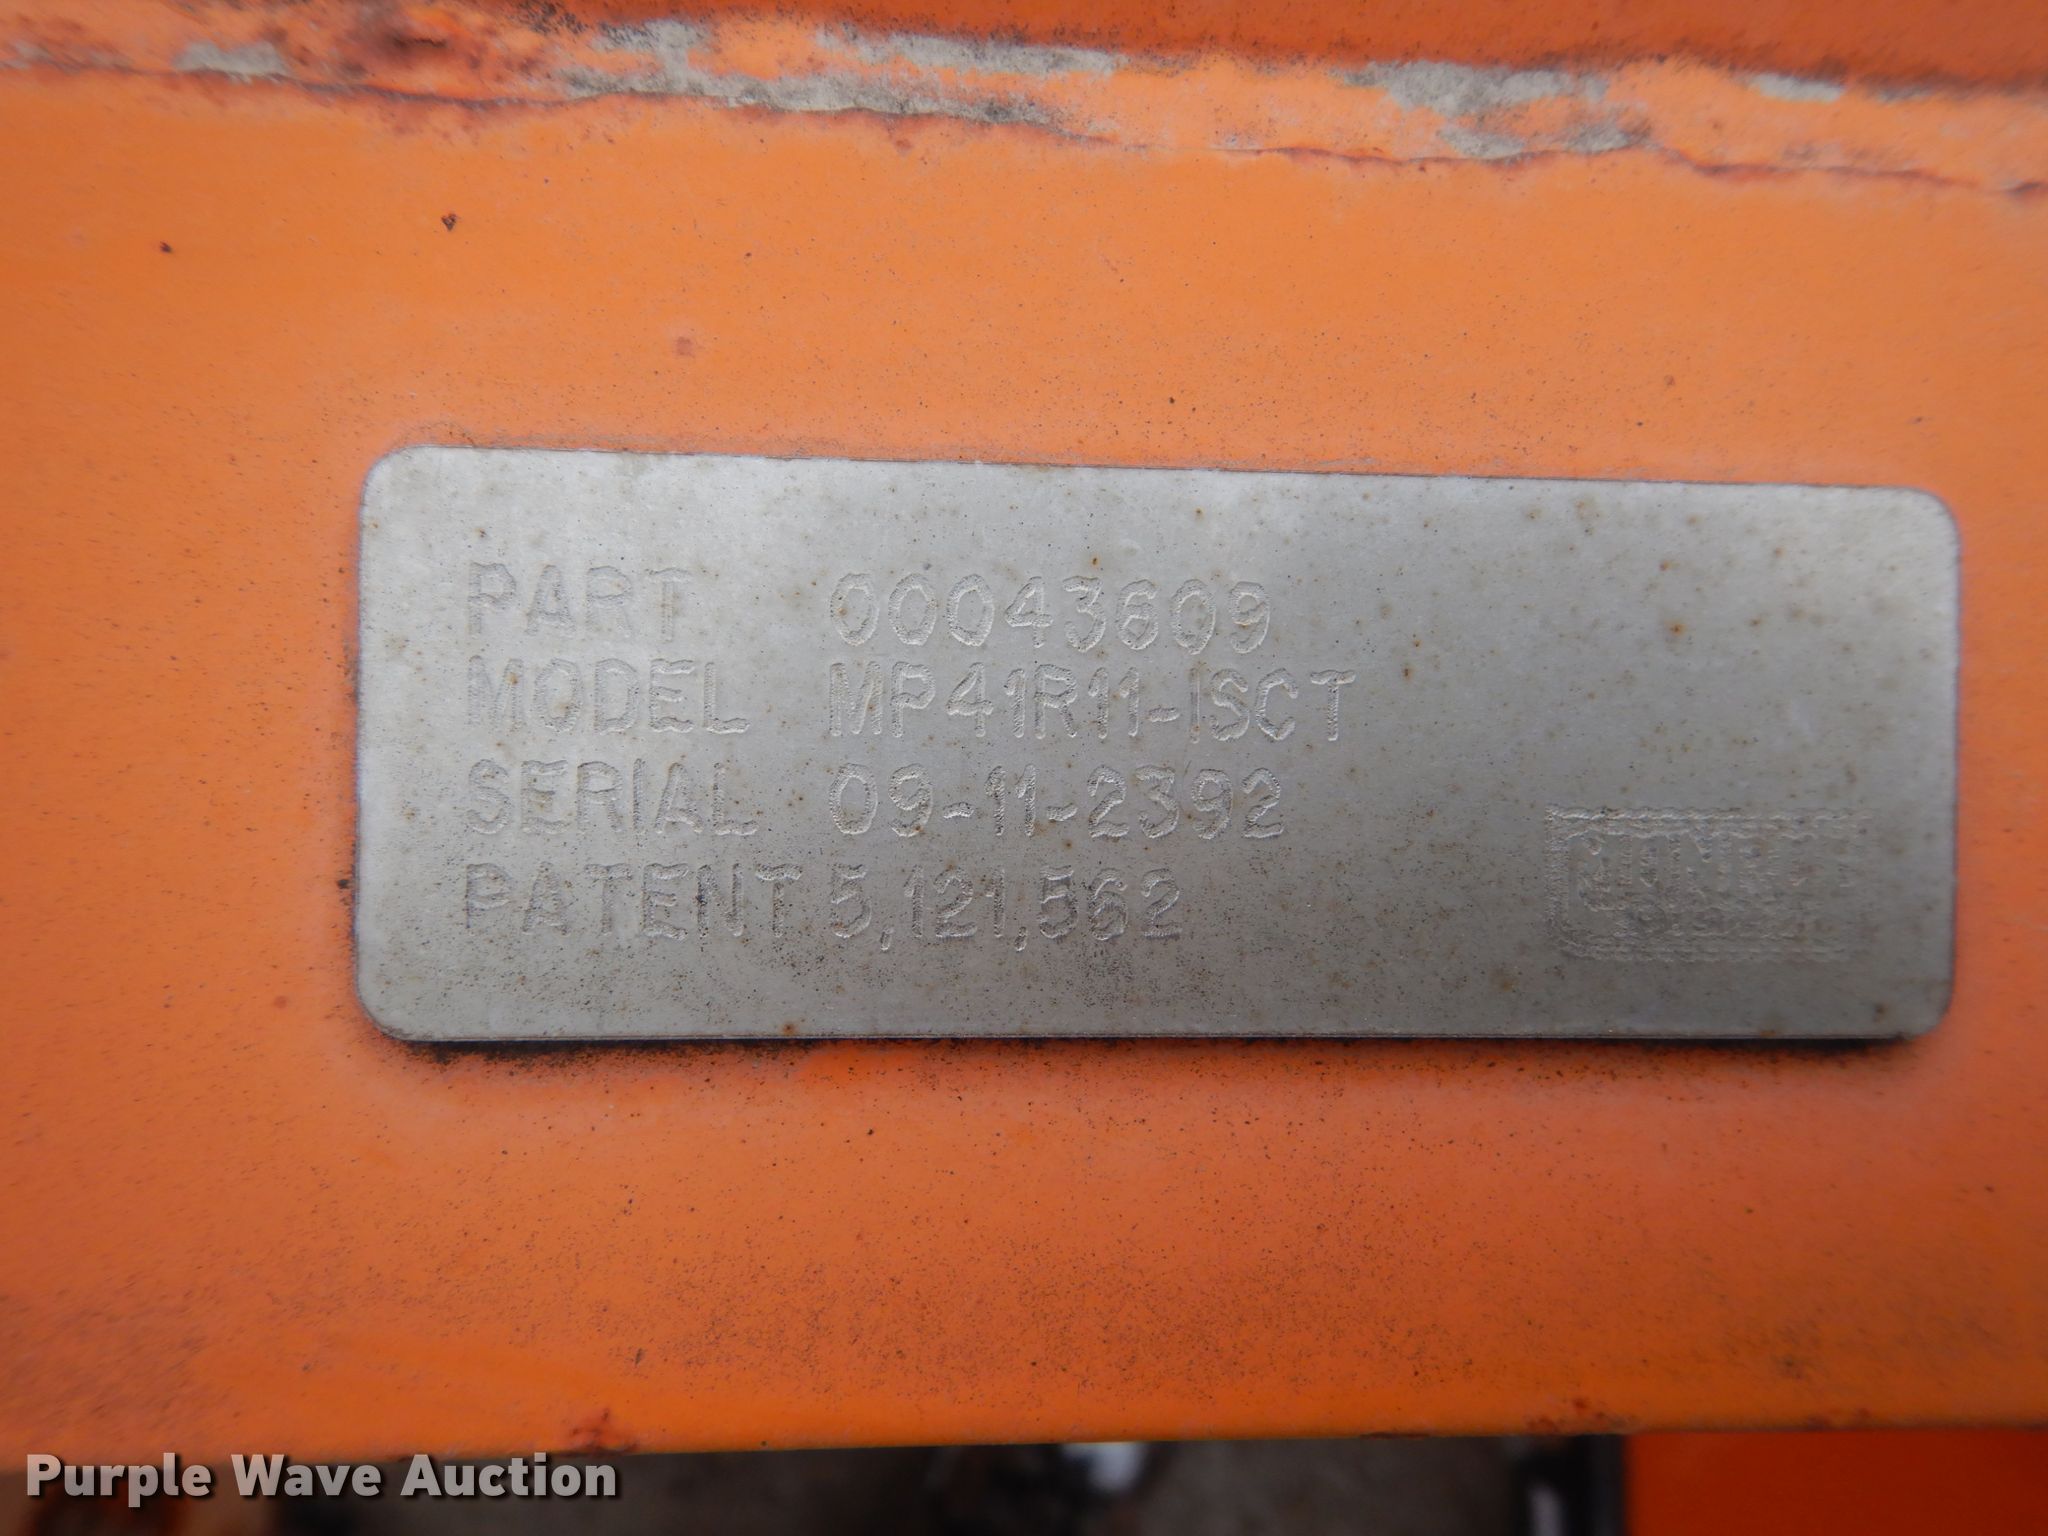 PART 00043609
MODEL MP41R11-ISCT
SERIAL 09-11-2392
PATENT 5,121,562
Purple Wave Auction